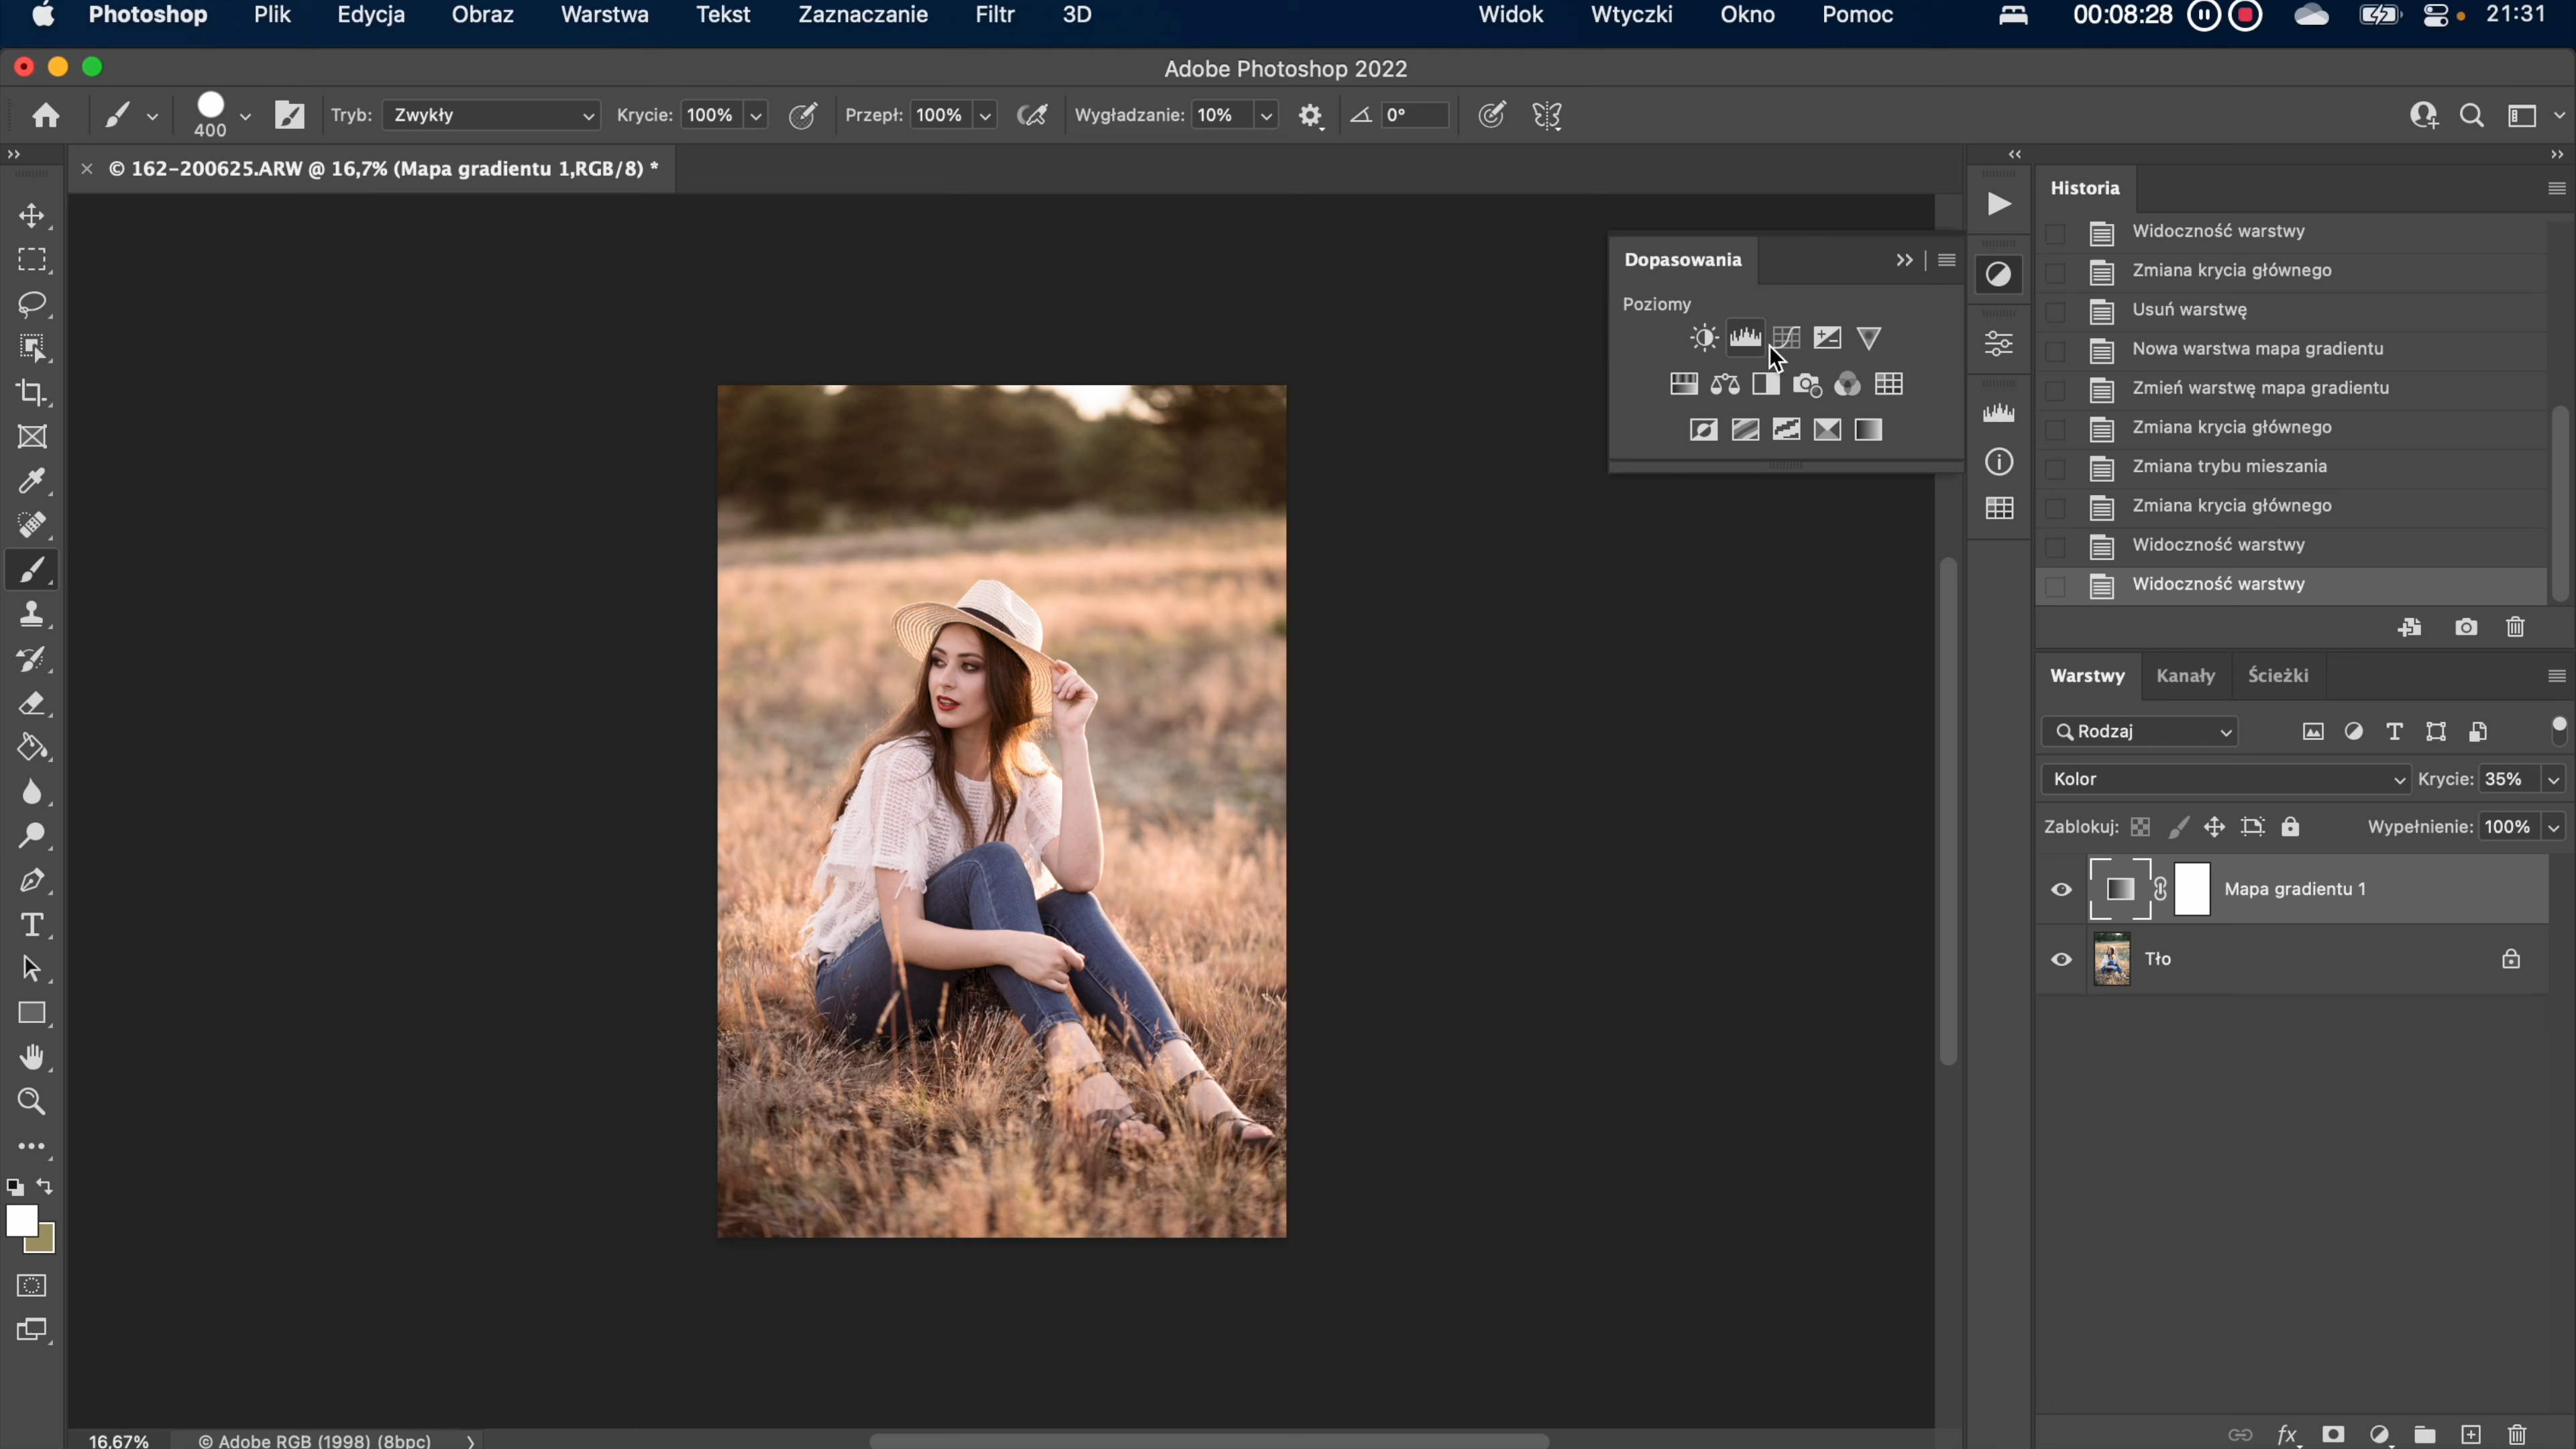 Photoshop Plik Edycja Obraz Warstwa Tekst Zaznaczanie Filtr 3D Widok Wtyczki Okno Pomoc 00:08:28 21:31
Adobe Photoshop 2022
400 Tryb: Zwykły Krycie: 100% Przepł: 100% Wygładzanie: 10% 0°
© 162-200625.ARW @ 16,7% (Mapa gradientu 1,RGB/8) *
Dopasowania
Poziomy
Historia
Widoczność warstwy
Zmiana krycia głównego
Usuń warstwę
Nowa warstwa mapa gradientu
Zmień warstwę mapa gradientu
Zmiana krycia głównego
Zmiana trybu mieszania
Zmiana krycia głównego
Widoczność warstwy
Widoczność warstwy
Warstwy Kanały Ścieżki
Rodzaj
Kolor Krycie: 35%
Zablokuj: Wypełnienie: 100%
Mapa gradientu 1
Tło
fx
16,67% © Adobe RGB (1998) (8bpc)